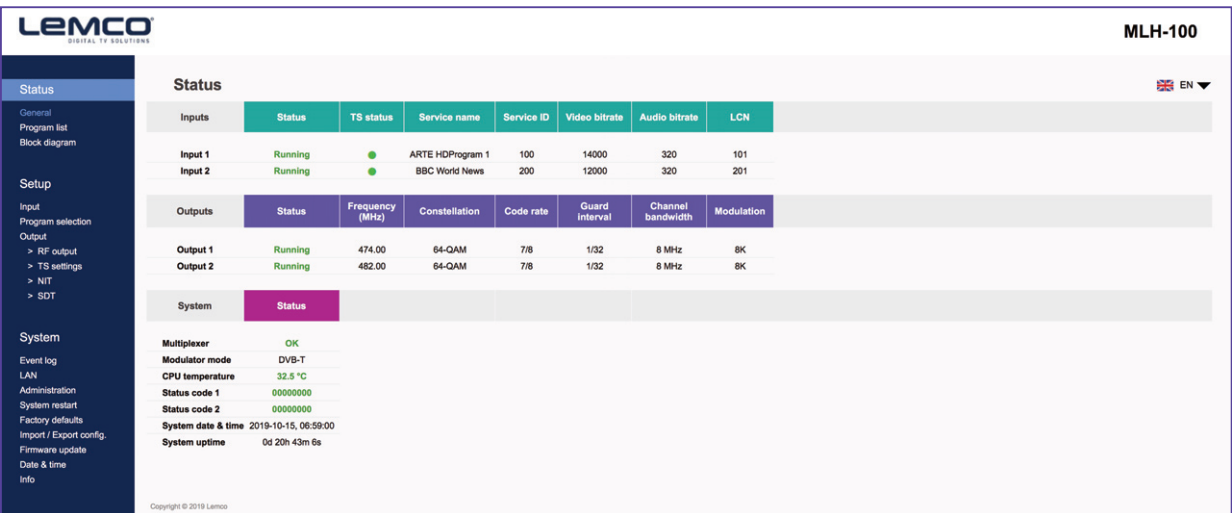 Lemco
DIGITAL TV SOLUTIONS
MLH-100
Status
General
Program list
Block diagram
Setup
Input
Program selection
Output
> RF output
> TS settings
> NIT
> SDT
System
Event log
LAN
Administration
System restart
Factory defaults
Import / Export config.
Firmware update
Date & time
Info
Status
EN
Inputs Status TS status Service name Service ID Video bitrate Audio bitrate LCN
Input 1 Running ARTE HDProgram 1 100 14000 320 101
Input 2 Running BBC World News 200 12000 320 201
Outputs Status Frequency (MHz) Constellation Code rate Guard interval Channel bandwidth Modulation
Output 1 Running 474.00 64-QAM 7/8 1/32 8 MHz 8K
Output 2 Running 482.00 64-QAM 7/8 1/32 8 MHz 8K
System Status
Multiplexer OK
Modulator mode DVB-T
CPU temperature 32.5 °C
Status code 1 00000000
Status code 2 00000000
System date & time 2019-10-15, 06:59:00
System uptime 0d 20h 43m 6s
Copyright © 2019 Lemco